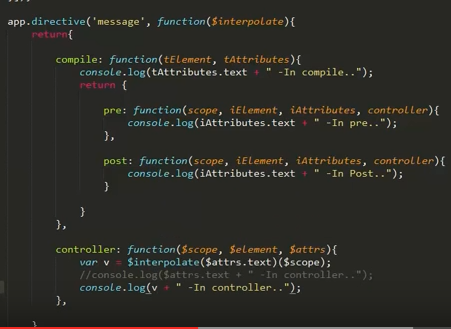 app.directive('message', function($interpolate){
return{
compile: function(tElement, tAttributes){
console.log(tAttributes.text + " -In compile..");
return {
pre: function(scope, iElement, iAttributes, controller){
console.log(iAttributes.text + " -In pre..");
},
post: function(scope, iElement, iAttributes, controller){
console.log(iAttributes.text + " -In Post..");
}
}
},
controller: function($scope, $element, $attrs){
var v = $interpolate($attrs.text)($scope);
//console.log($attrs.text + " -In controller..");
console.log(v + " -In controller..");
},
}